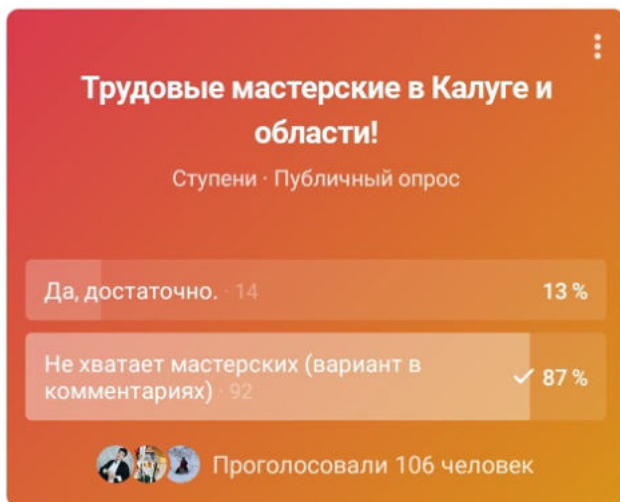 Трудовые мастерские в Калуге и
области!
Ступени · Публичный опрос
Да, достаточно. · 14
13 %
Не хватает мастерских (вариант в
комментариях) · 92
87 %
Проголосовали 106 человек